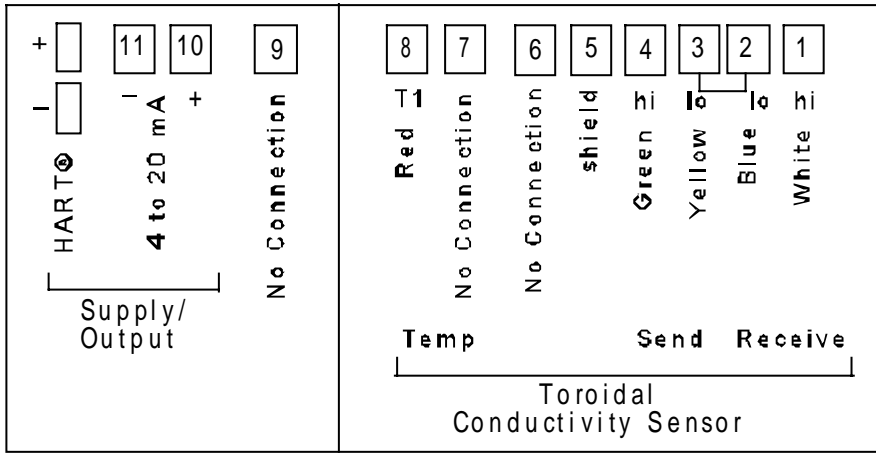 + 11 10 9
−
− +
HART®
4 to 20 mA
No Connection
Supply/
Output
8 7 6 5 4 3 2 1
T1 hi lo lo hi
Red
No Connection
No Connection
shield
Green
Yellow
Blue
White
Temp Send Receive
Toroidal
Conductivity Sensor